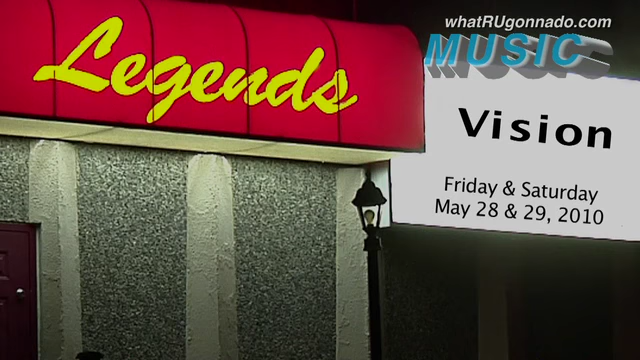 whatRUgonnado.com
MUSIC
Legends
Vision
Friday & Saturday
May 28 & 29, 2010